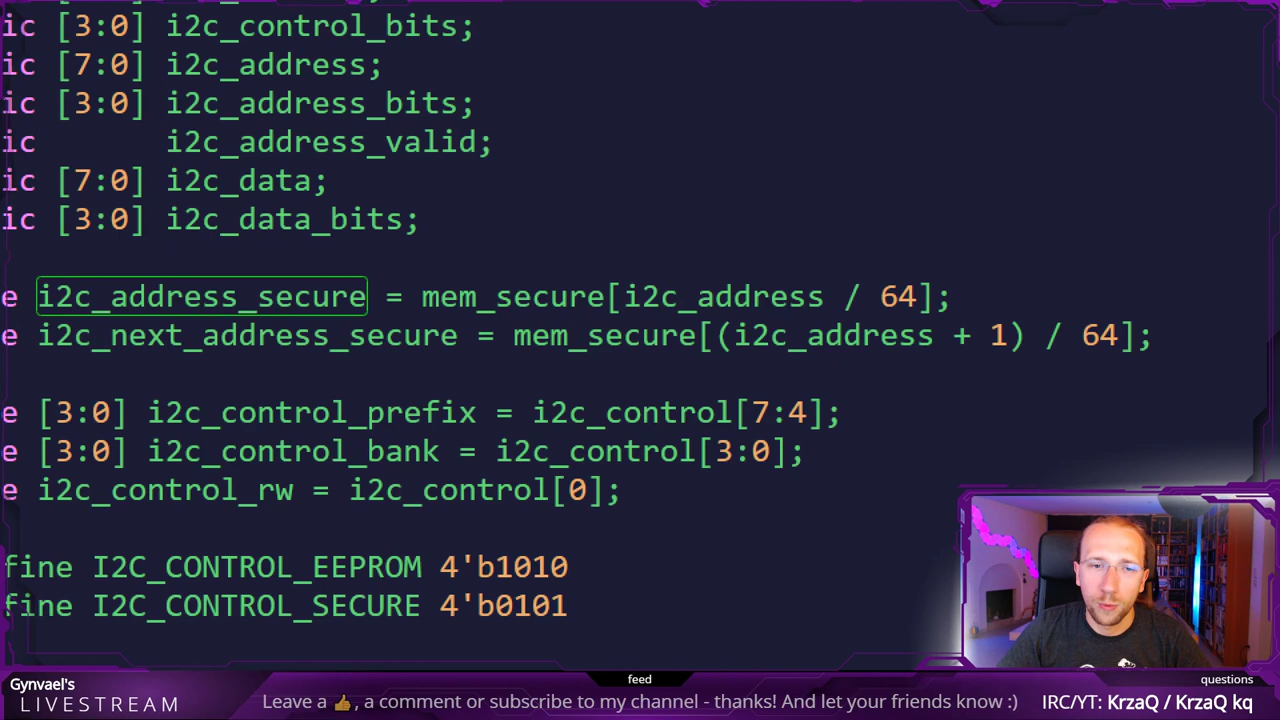 ic [3:0] i2c_control_bits;
ic [7:0] i2c_address;
ic [3:0] i2c_address_bits;
ic i2c_address_valid;
ic [7:0] i2c_data;
ic [3:0] i2c_data_bits;
e i2c_address_secure = mem_secure[i2c_address / 64];
e i2c_next_address_secure = mem_secure[(i2c_address + 1) / 64];
e [3:0] i2c_control_prefix = i2c_control[7:4];
e [3:0] i2c_control_bank = i2c_control[3:0];
e i2c_control_rw = i2c_control[0];
fine I2C_CONTROL_EEPROM 4'b1010
fine I2C_CONTROL_SECURE 4'b0101
Gynvael's
LIVESTREAM
feed
Leave a 👍, a comment or subscribe to my channel - thanks! And let your friends know :)
questions
IRC/YT: KrzaQ / KrzaQ kq